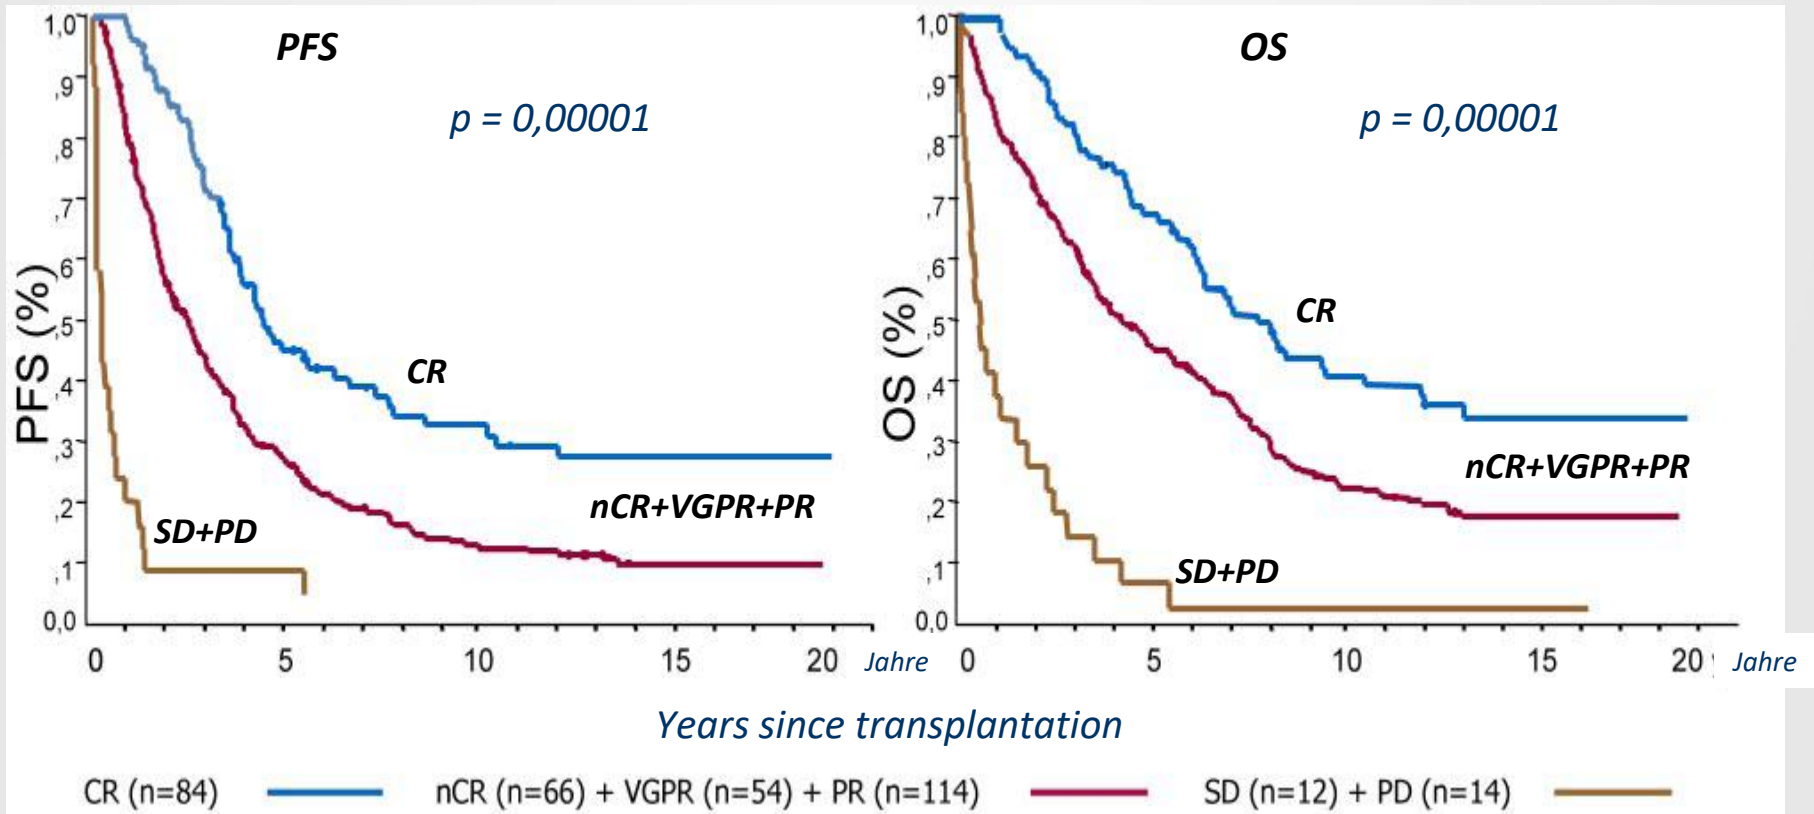 PFS
p = 0,00001
PFS (%)
1,0
,9
,8
,7
,6
,5
,4
,3
,2
,1
0,0
CR
nCR+VGPR+PR
SD+PD
0 5 10 15 20 Jahre
OS
p = 0,00001
OS (%)
1,0
,9
,8
,7
,6
,5
,4
,3
,2
,1
0,0
CR
nCR+VGPR+PR
SD+PD
0 5 10 15 20 Jahre
Years since transplantation
CR (n=84) nCR (n=66) + VGPR (n=54) + PR (n=114) SD (n=12) + PD (n=14)